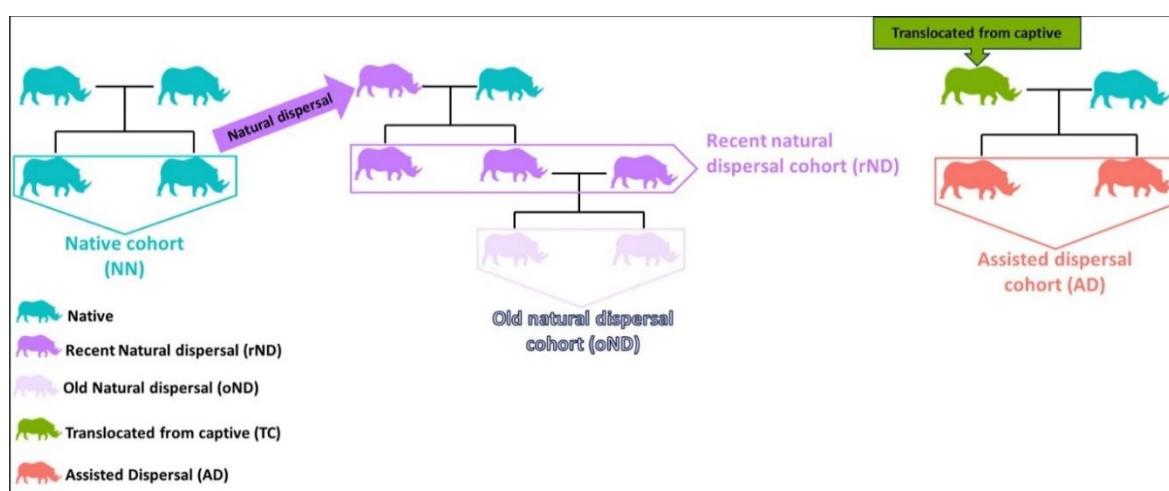 Translocated from captive
Natural dispersal
Recent natural
dispersal cohort (rND)
Native cohort
(NN)
Assisted dispersal
cohort (AD)
Old natural dispersal
cohort (oND)
Native
Recent Natural dispersal (rND)
Old Natural dispersal (oND)
Translocated from captive (TC)
Assisted Dispersal (AD)